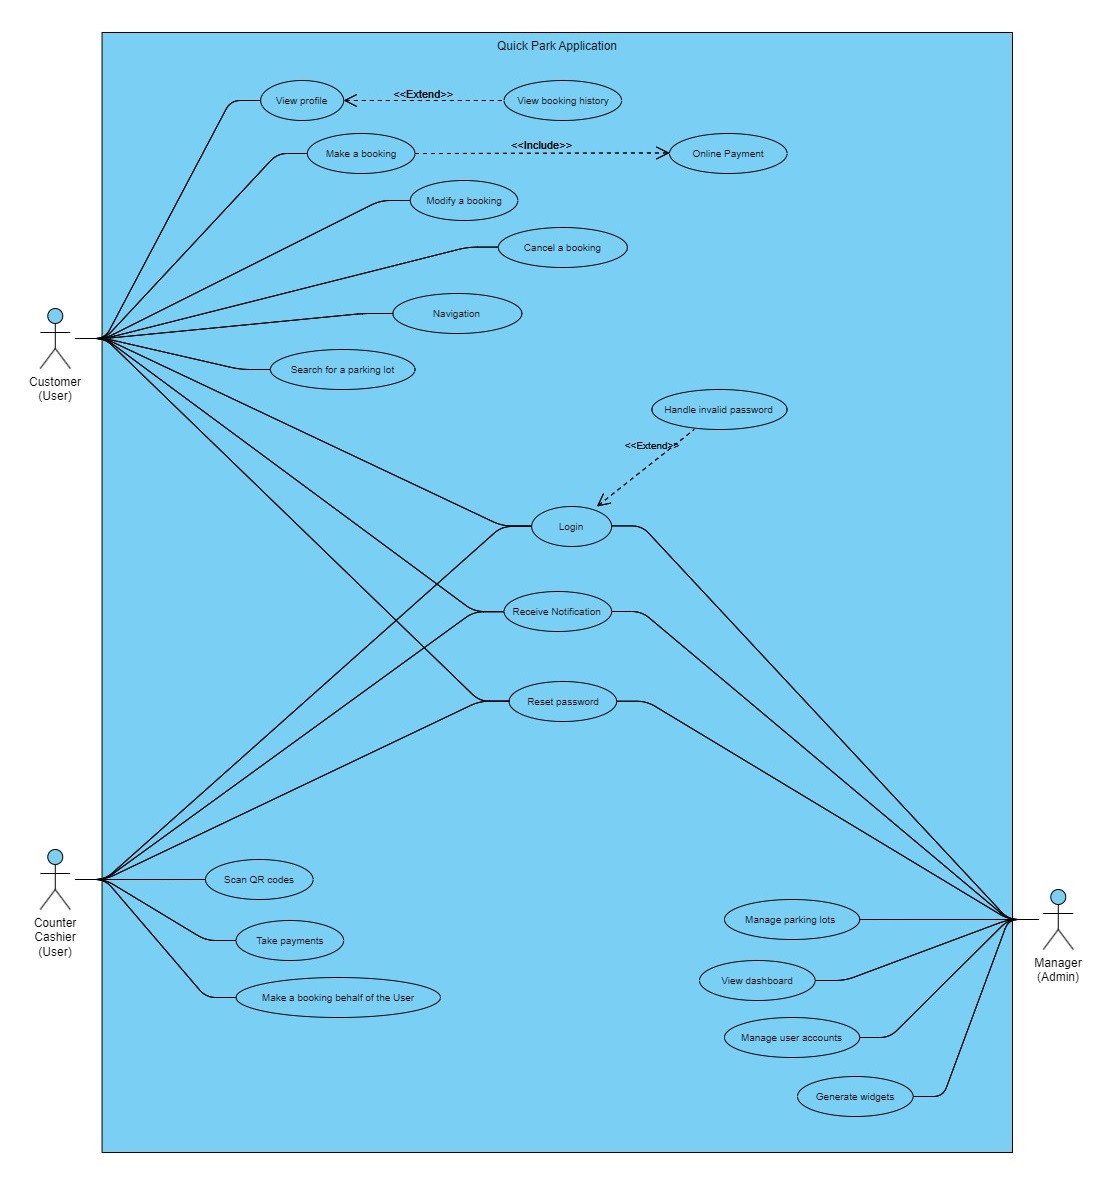 Quick Park Application
View profile
<<Extend>>
View booking history
Make a booking
<<Include>>
Online Payment
Modify a booking
Cancel a booking
Navigation
Search for a parking lot
Customer
(User)
Handle invalid password
<<Extend>>
Login
Receive Notification
Reset password
Scan QR codes
Take payments
Make a booking behalf of the User
Counter
Cashier
(User)
Manage parking lots
View dashboard
Manage user accounts
Generate widgets
Manager
(Admin)